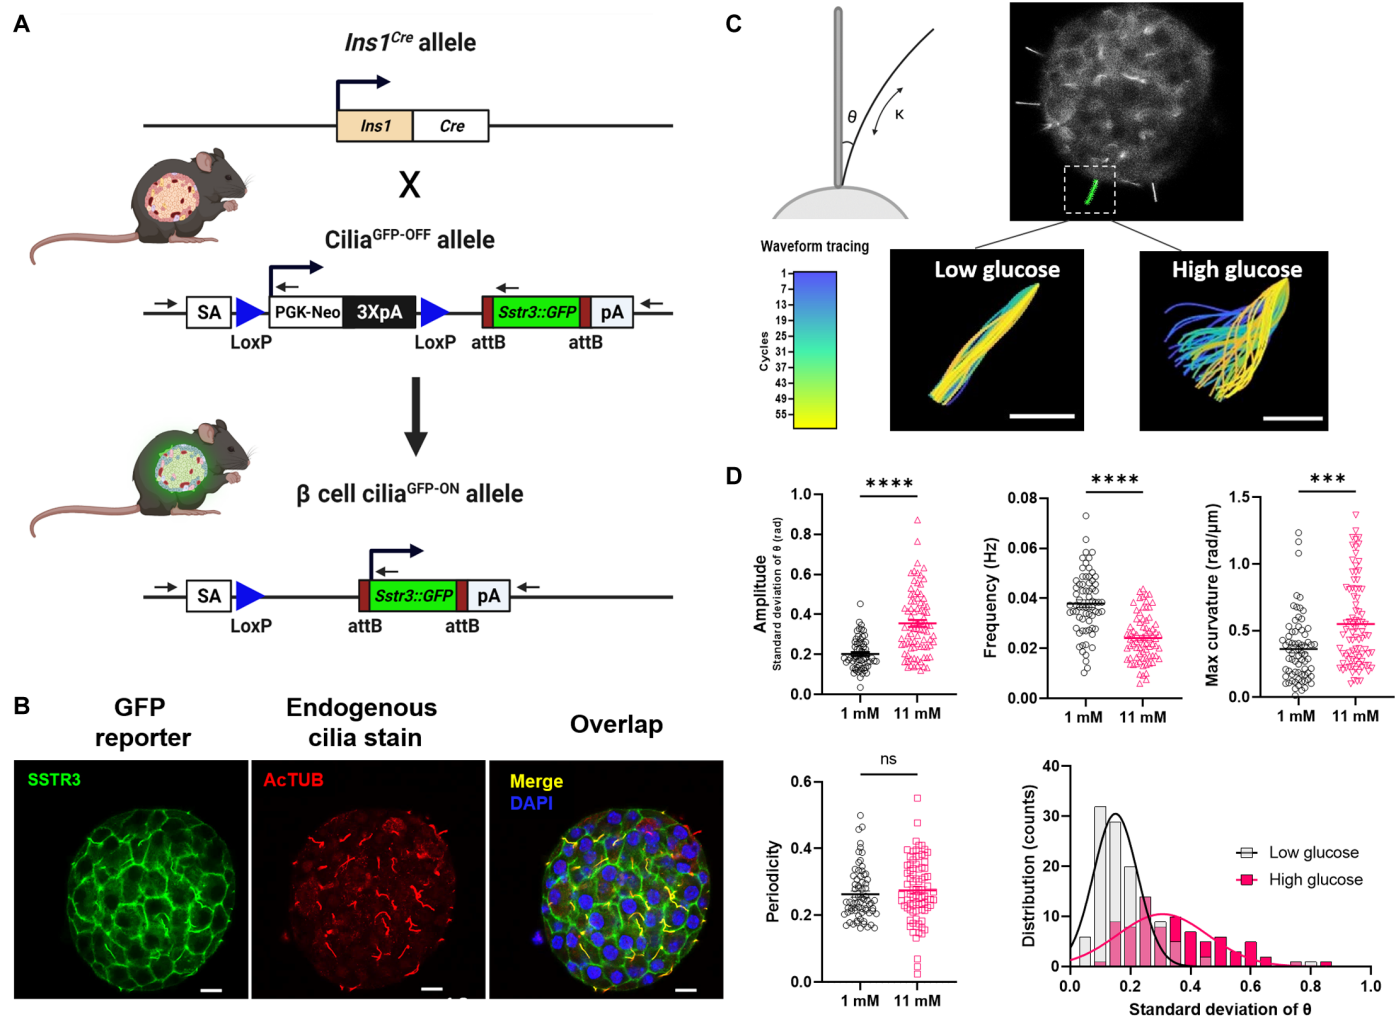 A
Ins1Cre allele
Ins1 Cre
X
CiliaGFP-OFF allele
SA PGK-Neo 3XpA Sstr3::GFP pA
LoxP LoxP attB attB
β cell ciliaGFP-ON allele
SA Sstr3::GFP pA
LoxP attB attB
B
GFP reporter
Endogenous cilia stain
Overlap
SSTR3
AcTUB
Merge
DAPI
C
θ
κ
Waveform tracing
Cycles
1
7
13
19
25
31
37
43
49
55
Low glucose
High glucose
D
****
Amplitude
Standard deviation of θ (rad)
1.0
0.8
0.6
0.4
0.2
0.0
1 mM 11 mM
****
Frequency (Hz)
0.08
0.06
0.04
0.02
0.00
1 mM 11 mM
***
Max curvature (rad/µm)
1.5
1.0
0.5
0.0
1 mM 11 mM
ns
Periodicity
0.6
0.4
0.2
0.0
1 mM 11 mM
Distribution (counts)
40
30
20
10
0
0.0 0.2 0.4 0.6 0.8 1.0
Standard deviation of θ
Low glucose
High glucose